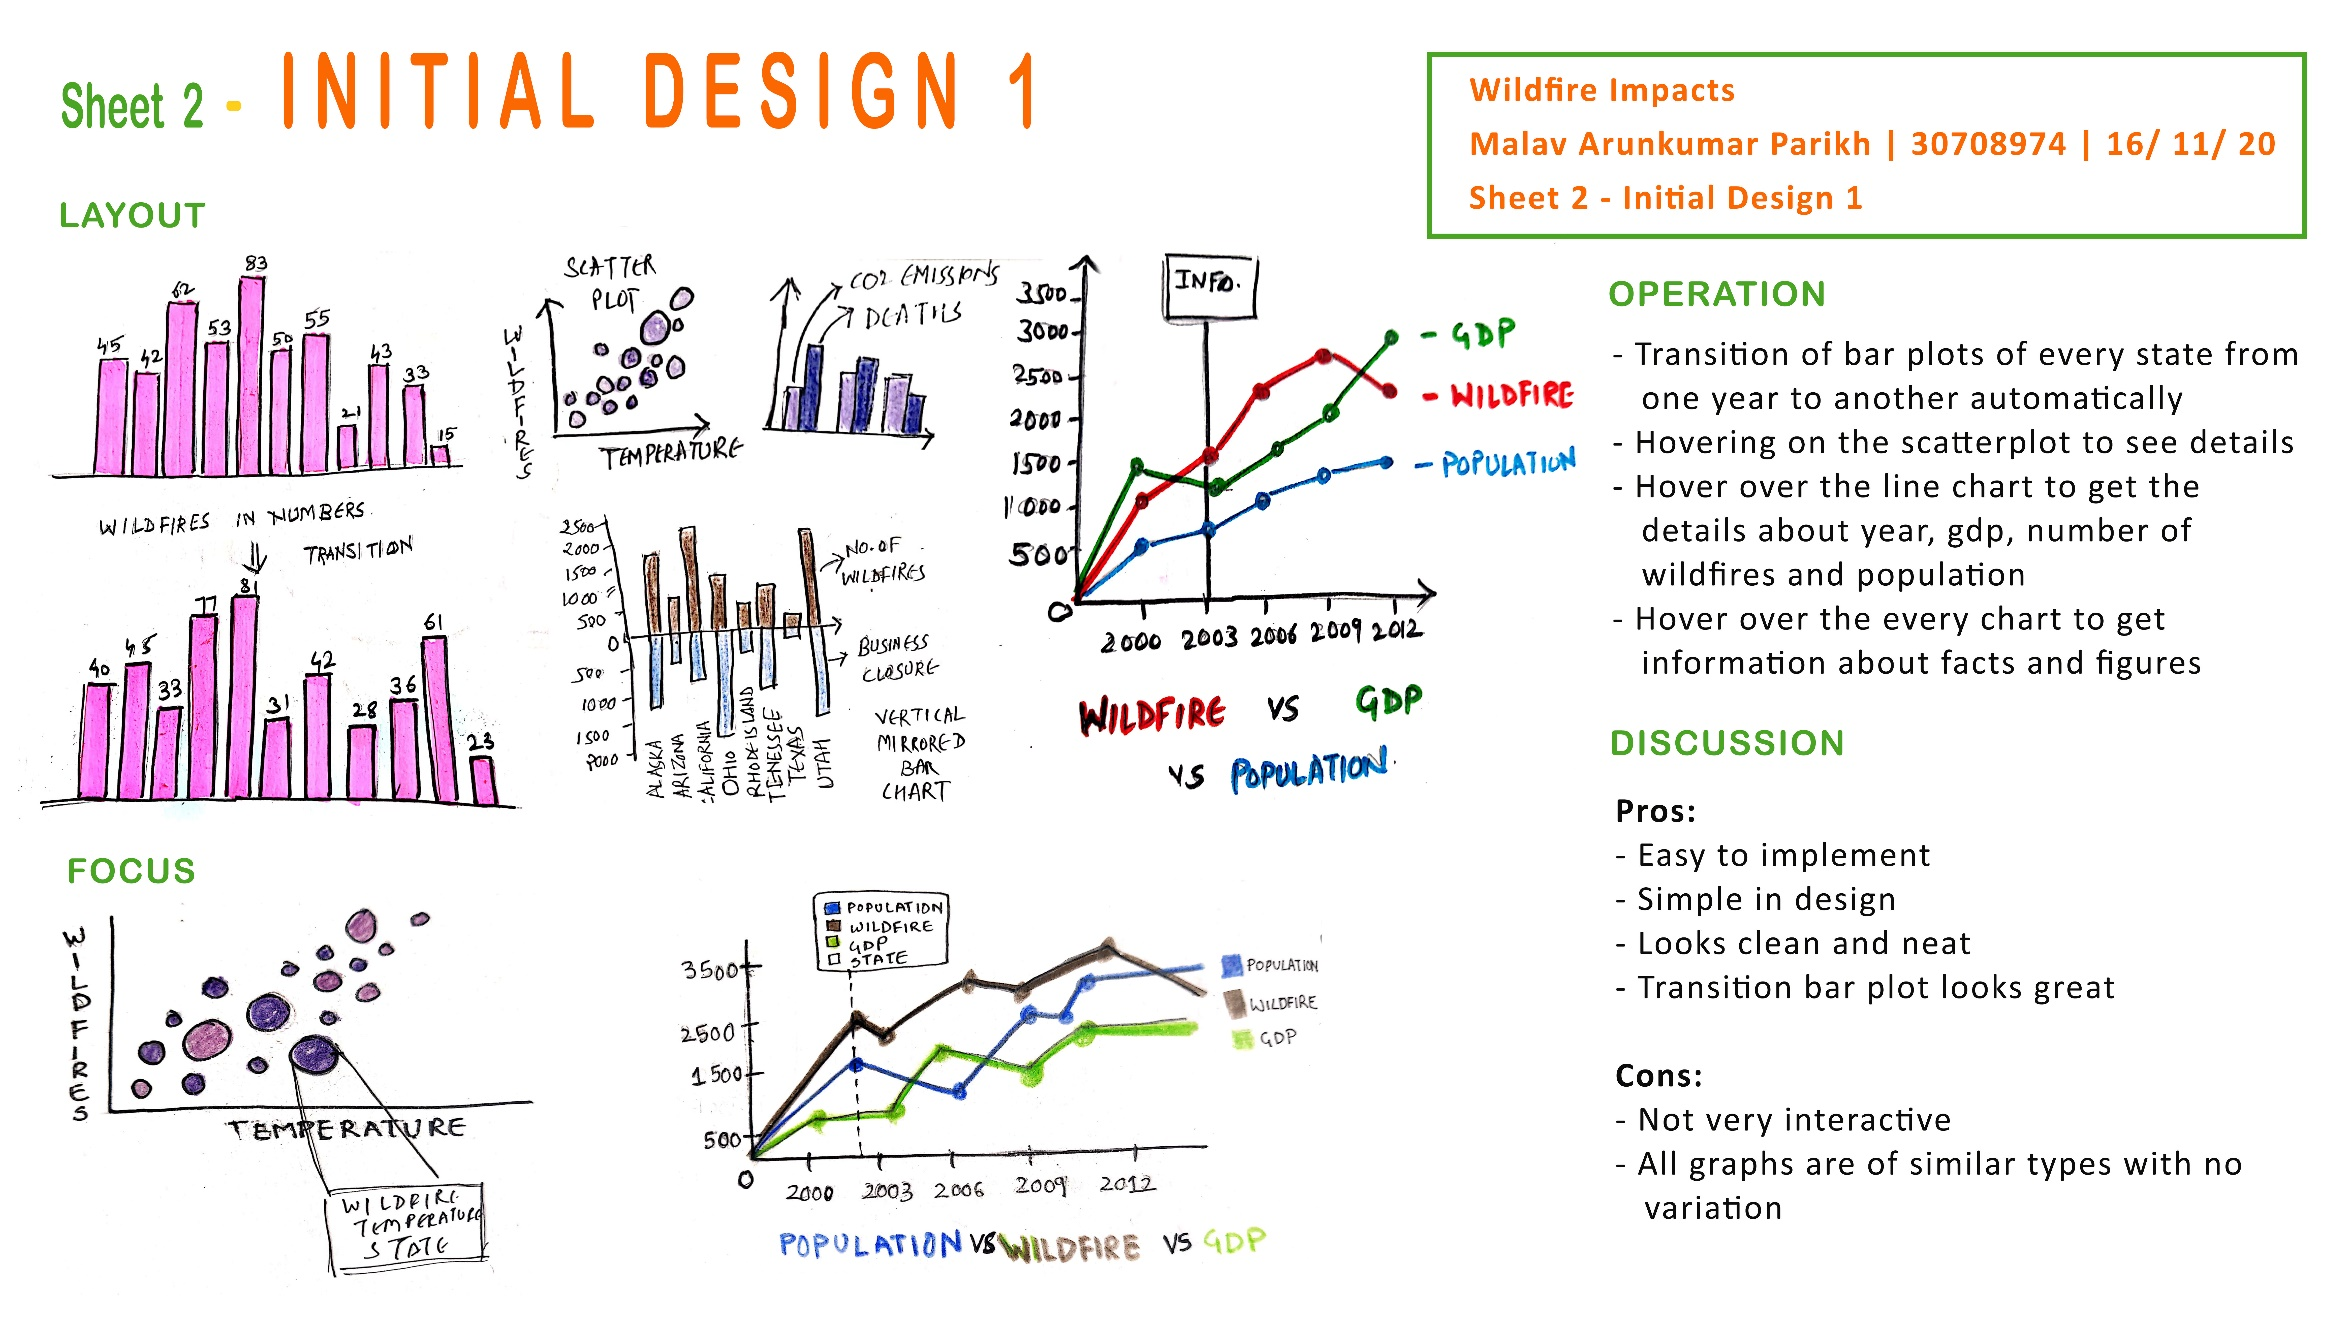 Sheet 2 - INITIAL DESIGN 1
Wildfire Impacts
Malav Arunkumar Parikh | 30708974 | 16/ 11/ 20
Sheet 2 - Initial Design 1
LAYOUT
45
42
62
53
83
50
55
21
43
33
15
WILDFIRES IN NUMBERS
TRANSITION
40
45
33
77
81
31
42
28
36
61
23
SCATTER
PLOT
WILDFIRES
TEMPERATURE
CO2 EMISSIONS
DEATHS
2500
2000
1500
1000
500
0
500
1000
1500
2000
NO. OF
WILDFIRES
BUSINESS
CLOSURE
VERTICAL
MIRRORED
BAR
CHART
ALASKA
ARIZONA
CALIFORNIA
OHIO
RHODE ISLAND
TENESSEE
TEXAS
UTAH
INFO.
3500
3000
2500
2000
1500
1000
500
0
2000 2003 2006 2009 2012
- GDP
- WILDFIRE
- POPULATION
WILDFIRE VS GDP
VS POPULATION.
FOCUS
WILDFIRES
TEMPERATURE
WILDFIRE
TEMPERATURE
STATE
POPULATION
WILDFIRE
GDP
STATE
3500
2500
1500
500
0
2000 2003 2006 2009 2012
POPULATION
WILDFIRE
GDP
POPULATION VS WILDFIRE VS GDP
OPERATION
- Transition of bar plots of every state from
one year to another automatically
- Hovering on the scatterplot to see details
- Hover over the line chart to get the
details about year, gdp, number of
wildfires and population
- Hover over the every chart to get
information about facts and figures
DISCUSSION
Pros:
- Easy to implement
- Simple in design
- Looks clean and neat
- Transition bar plot looks great
Cons:
- Not very interactive
- All graphs are of similar types with no
variation